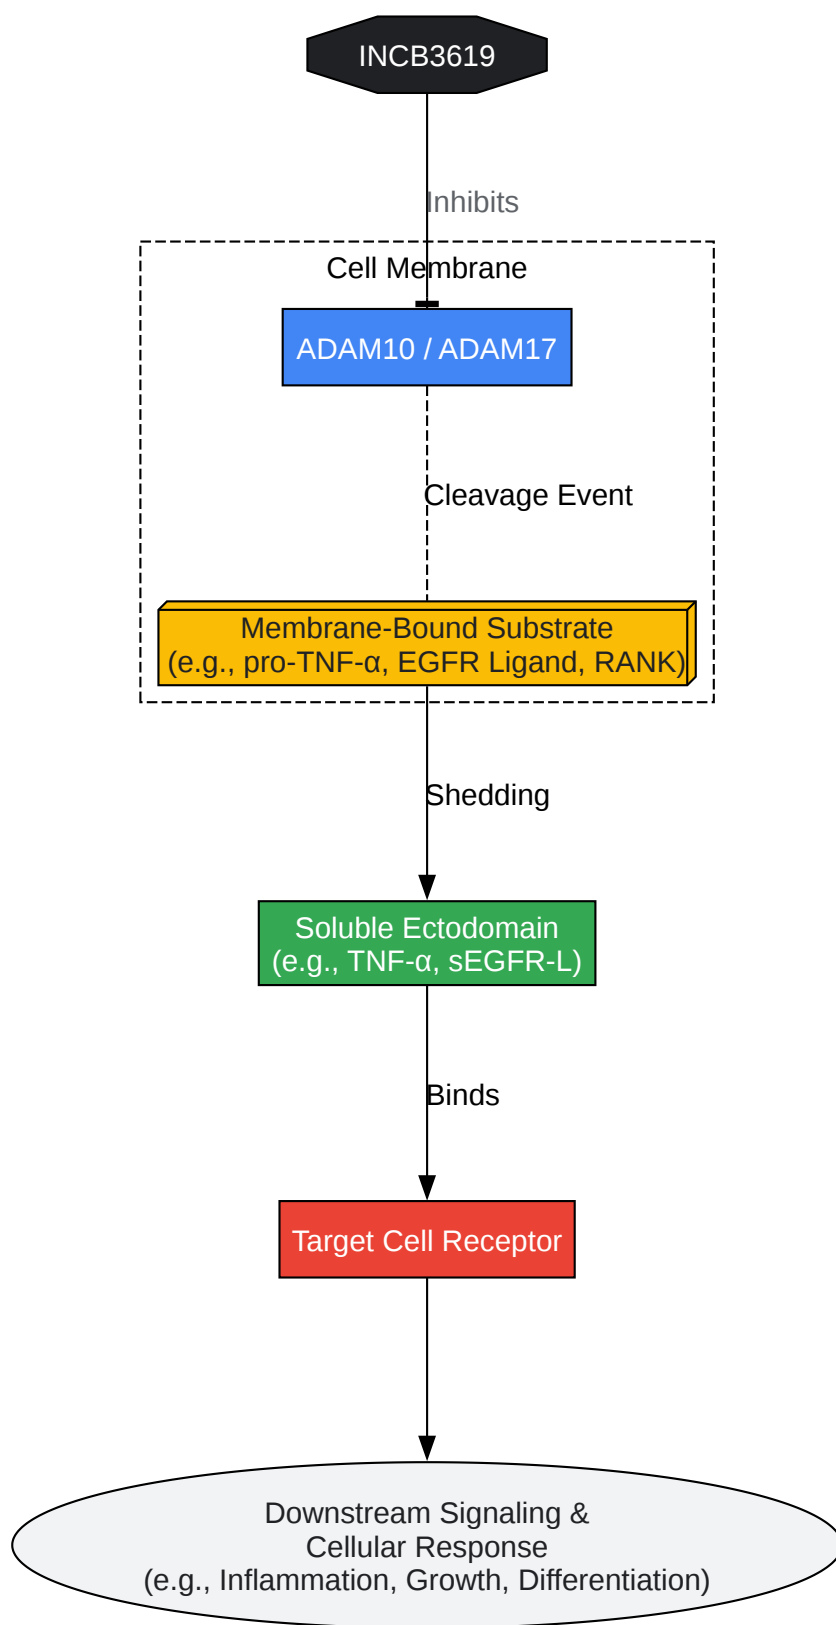 INCB3619
Inhibits
Cell Membrane
ADAM10 / ADAM17
Cleavage Event
Membrane-Bound Substrate
(e.g., pro-TNF-α, EGFR Ligand, RANK)
Shedding
Soluble Ectodomain
(e.g., TNF-α, sEGFR-L)
Binds
Target Cell Receptor
Downstream Signaling &
Cellular Response
(e.g., Inflammation, Growth, Differentiation)